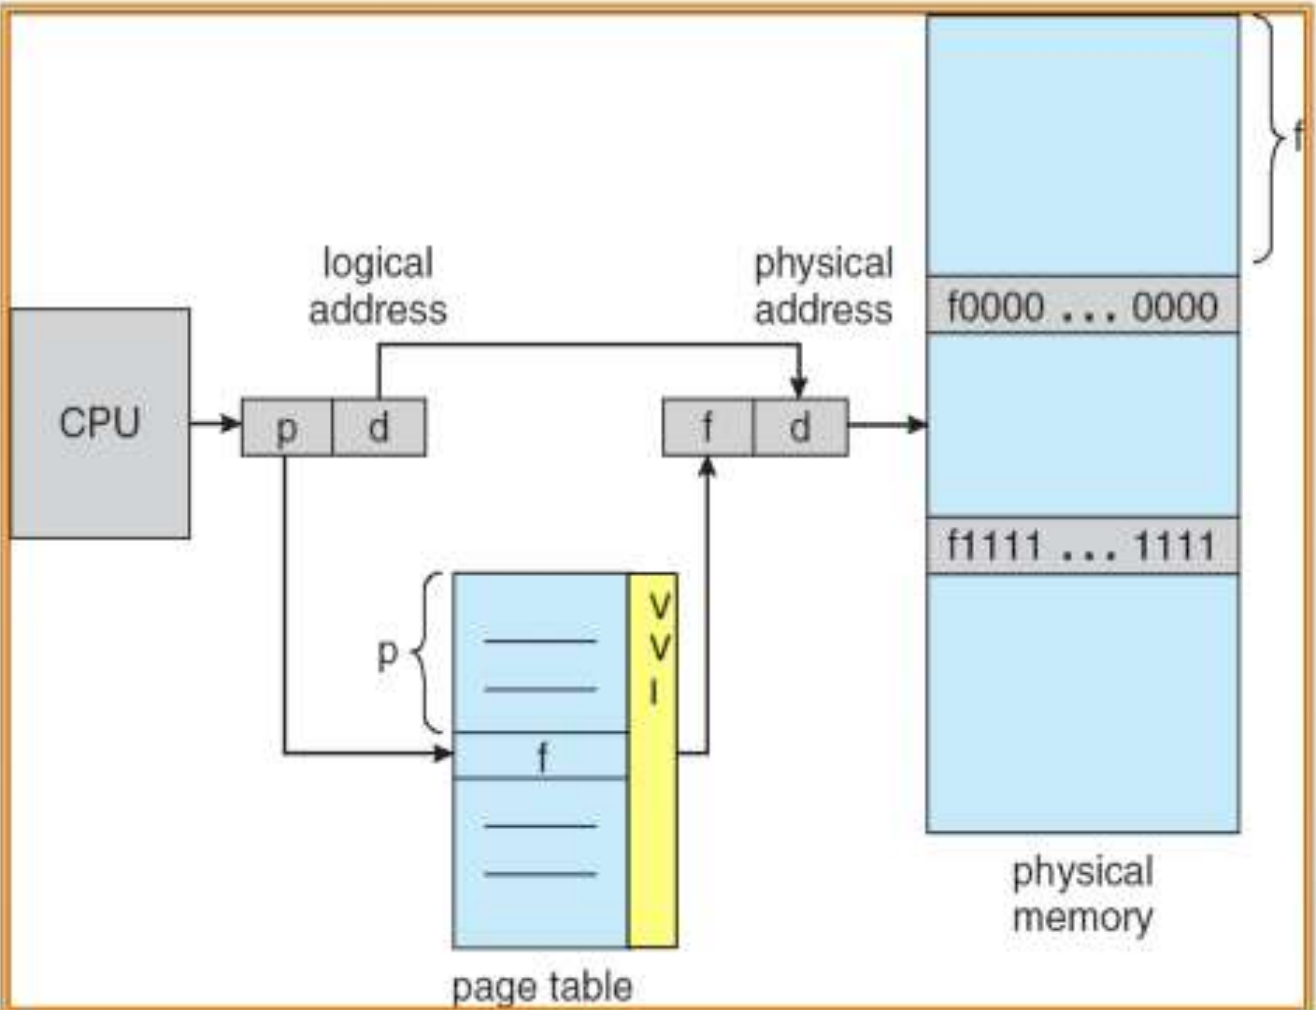 logical
address
physical
address
f
f0000 ... 0000
CPU
p
d
f
d
f1111 ... 1111
p
V
V
I
f
physical
memory
page table